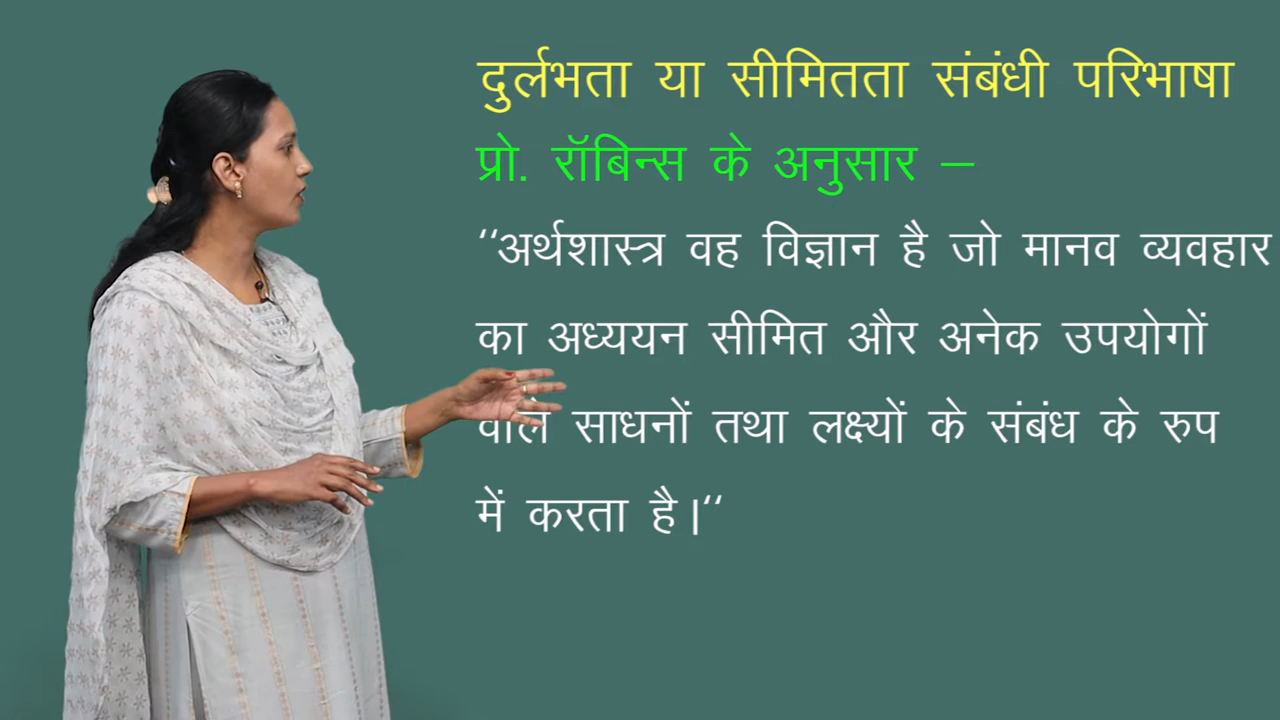 दुर्लभता या सीमितता संबंधी परिभाषा
प्रो. रॉबिन्स के अनुसार –
‘‘अर्थशास्त्र वह विज्ञान है जो मानव व्यवहार
का अध्ययन सीमित और अनेक उपयोगों
वाले साधनों तथा लक्ष्यों के संबंध के रुप
में करता है।‘‘